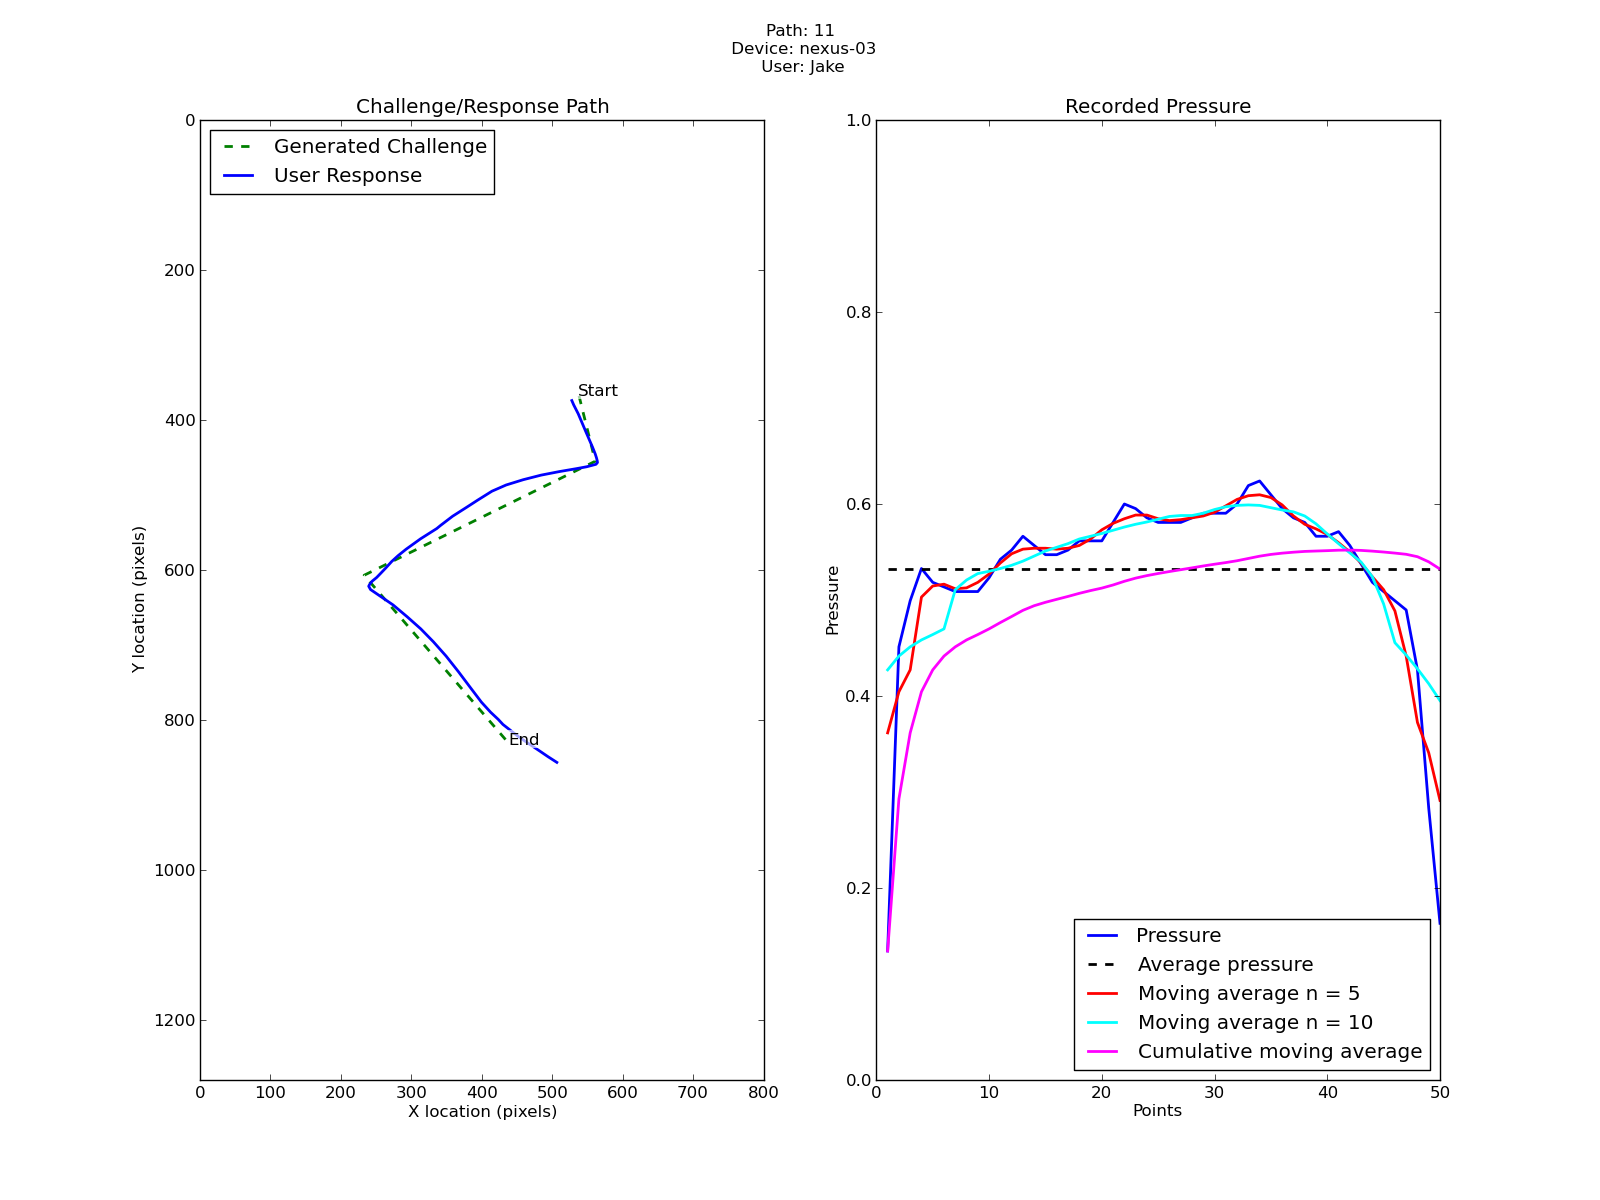 Path: 11
Device: nexus-03
User: Jake
Challenge/Response Path
Generated Challenge
User Response
0
200
400
600
800
1000
1200
Y location (pixels)
Start
End
0 100 200 300 400 500 600 700 800
X location (pixels)
Recorded Pressure
1.0
0.8
0.6
0.4
0.2
0.0
Pressure
Pressure
Average pressure
Moving average n = 5
Moving average n = 10
Cumulative moving average
0 10 20 30 40 50
Points